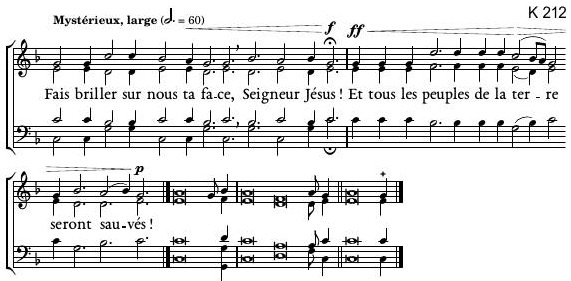 K 212
Mystérieux, large (𝅗𝅥. = 60)
f ff
Fais briller sur nous ta fa-ce, Seigneur Jésus ! Et tous les peuples de la ter - re
p
seront sau-vés !